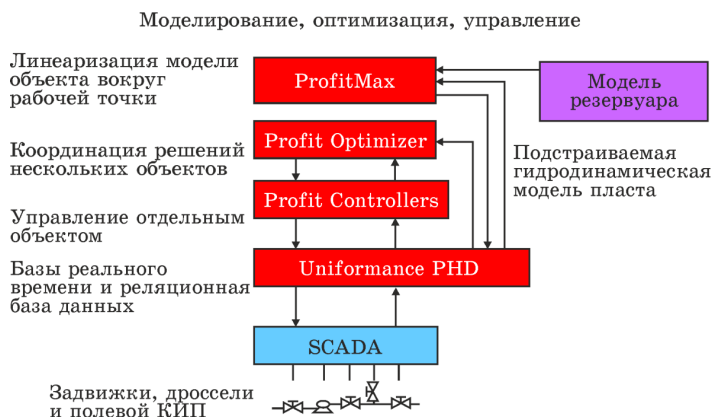 Моделирование, оптимизация, управление
Линеаризация модели
объекта вокруг
рабочей точки
ProfitMax
Модель
резервуара
Координация решений
нескольких объектов
Profit Optimizer
Подстраиваемая
гидродинамическая
модель пласта
Profit Controllers
Управление отдельным
объектом
Базы реального
времени и реляционная
база данных
Uniformance PHD
SCADA
Задвижки, дроссели
и полевой КИП